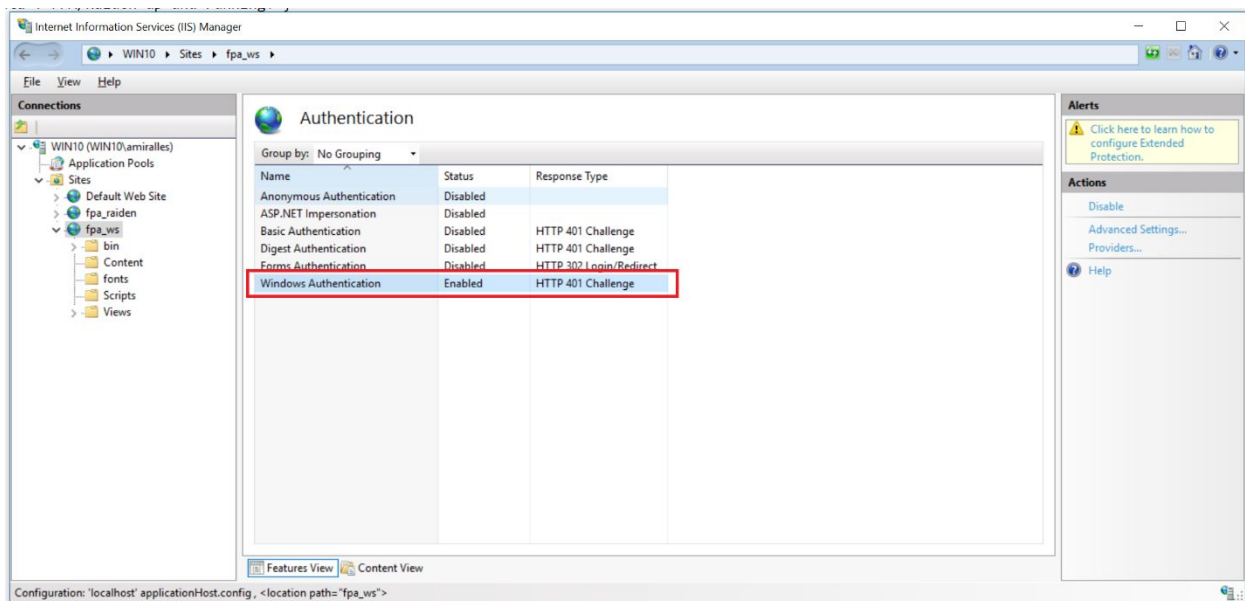 Internet Information Services (IIS) Manager
WIN10 Sites fpa_ws
File View Help
Connections
WIN10 (WIN10\amiralles)
Application Pools
Sites
Default Web Site
fpa_raiden
fpa_ws
bin
Content
fonts
Scripts
Views
Authentication
Group by: No Grouping
Name Status Response Type
Anonymous Authentication Disabled
ASP.NET Impersonation Disabled
Basic Authentication Disabled HTTP 401 Challenge
Digest Authentication Disabled HTTP 401 Challenge
Forms Authentication Disabled HTTP 302 Login/Redirect
Windows Authentication Enabled HTTP 401 Challenge
Features View Content View
Alerts
Click here to learn how to
configure Extended
Protection.
Actions
Disable
Advanced Settings...
Providers...
Help
Configuration: 'localhost' applicationHost.config , <location path="fpa_ws">